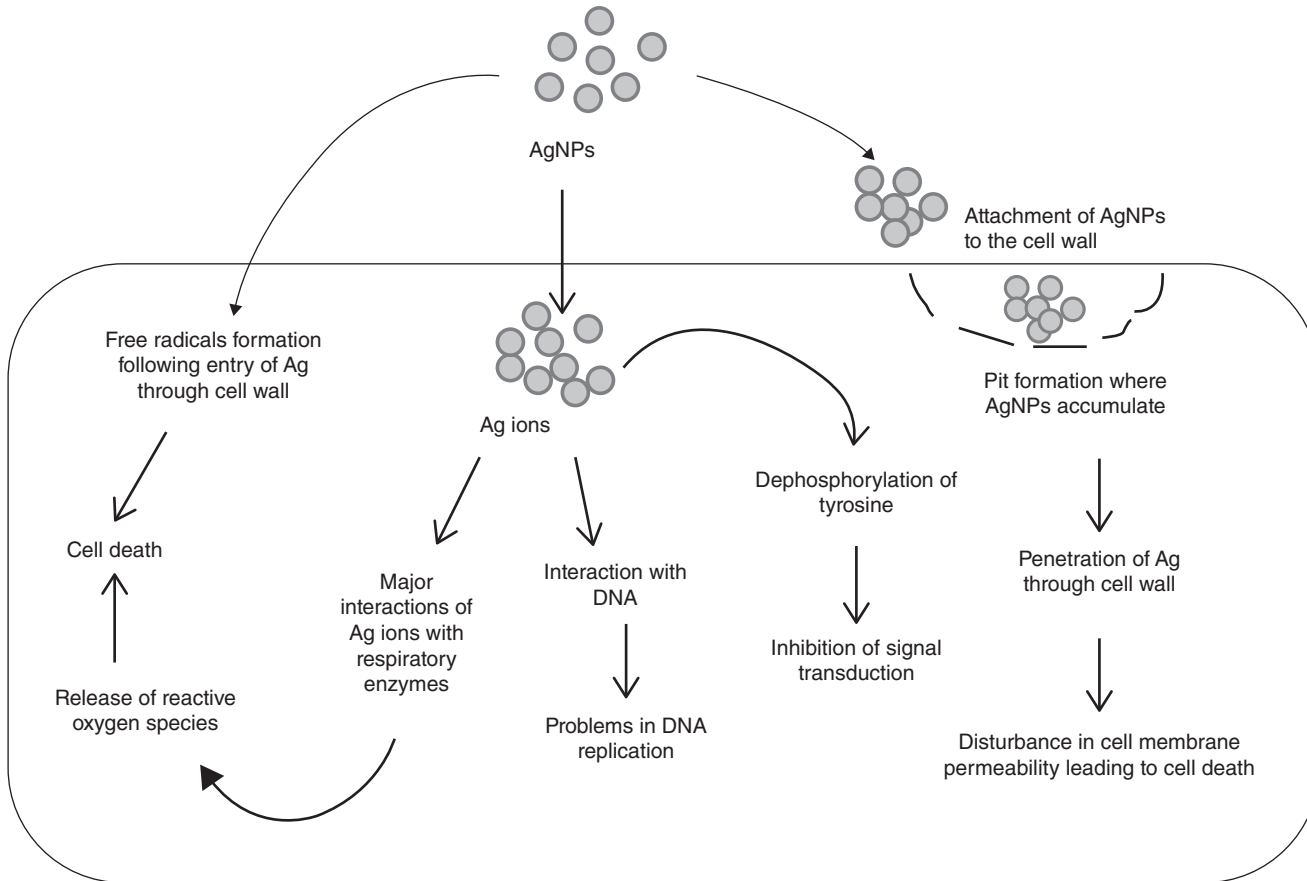 AgNPs
Attachment of AgNPs
to the cell wall
Free radicals formation
following entry of Ag
through cell wall
Ag ions
Pit formation where
AgNPs accumulate
Dephosphorylation of
tyrosine
Cell death
Major
interactions of
Ag ions with
respiratory
enzymes
Interaction with
DNA
Penetration of Ag
through cell wall
Inhibition of signal
transduction
Release of reactive
oxygen species
Problems in DNA
replication
Disturbance in cell membrane
permeability leading to cell death